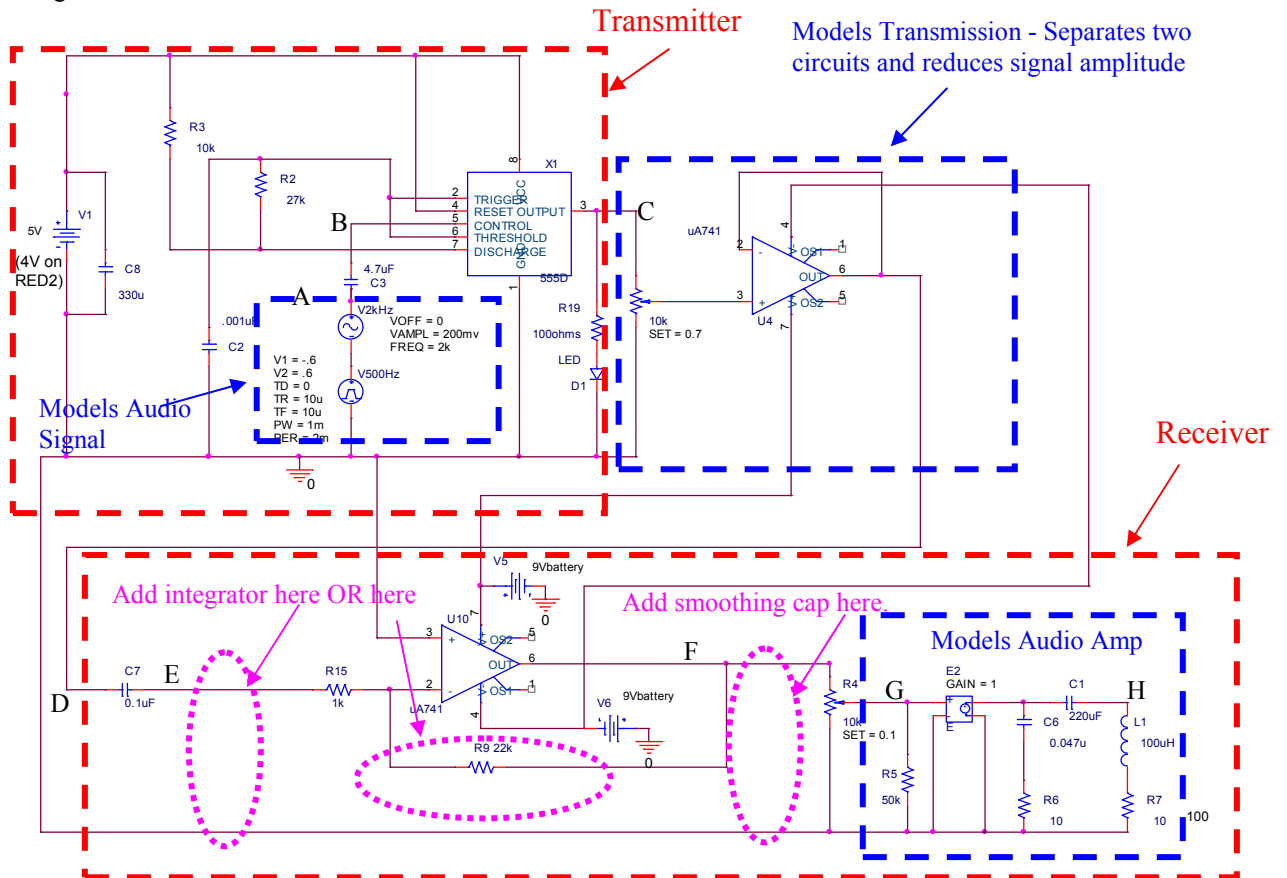 Transmitter
Models Transmission - Separates two
circuits and reduces signal amplitude
R3
10k
R2
27k
8
X1
VCC
2
TRIGGER
4
RESET OUTPUT
3
5
CONTROL
6
THRESHOLD
7
DISCHARGE
GND
1
555D
B
C
V1
5V
(4V on
RED2)
C8
330u
4.7uF
C3
A
V2kHz
VOFF = 0
VAMPL = 200mv
FREQ = 2k
.001uF
C2
V500Hz
V1 = -.6
V2 = .6
TD = 0
TR = 10u
TF = 10u
PW = 1m
PER = 2m
Models Audio
Signal
0
R19
100ohms
LED
D1
10k
SET = 0.7
uA741
4
V-
2
-
OS1
1
OUT
6
3
+
OS2
5
V+
7
U4
Receiver
V5
9Vbattery
0
Add integrator here OR here
Add smoothing cap here.
Models Audio Amp
U10
7
V+
3
+
OS2
5
OUT
6
2
-
OS1
1
V-
4
uA741
C7
0.1uF
D
E
R15
1k
F
V6
9Vbattery
0
R9 22k
R4
10k
SET = 0.1
G
E2
GAIN = 1
+
-
E
C1
220uF
H
L1
100uH
C6
0.047u
R5
50k
R6
10
R7
10
100